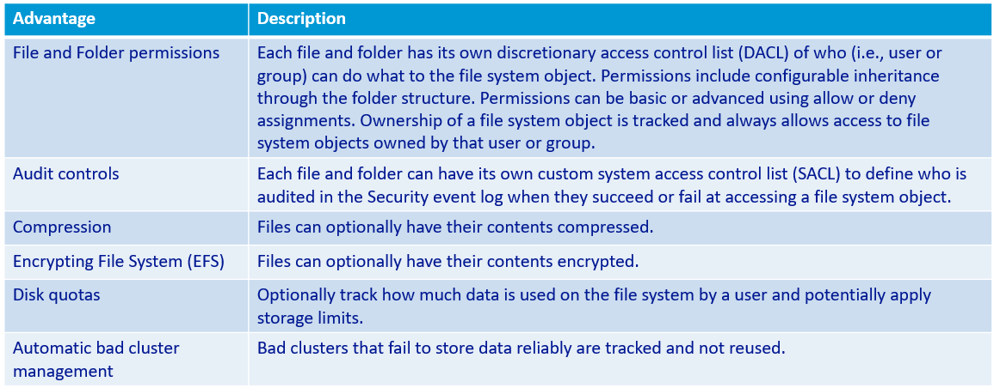 Advantage
Description
File and Folder permissions
Each file and folder has its own discretionary access control list (DACL) of who (i.e., user or
group) can do what to the file system object. Permissions include configurable inheritance
through the folder structure. Permissions can be basic or advanced using allow or deny
assignments. Ownership of a file system object is tracked and always allows access to file
system objects owned by that user or group.
Audit controls
Each file and folder can have its own custom system access control list (SACL) to define who is
audited in the Security event log when they succeed or fail at accessing a file system object.
Compression
Files can optionally have their contents compressed.
Encrypting File System (EFS)
Files can optionally have their contents encrypted.
Disk quotas
Optionally track how much data is used on the file system by a user and potentially apply
storage limits.
Automatic bad cluster
management
Bad clusters that fail to store data reliably are tracked and not reused.